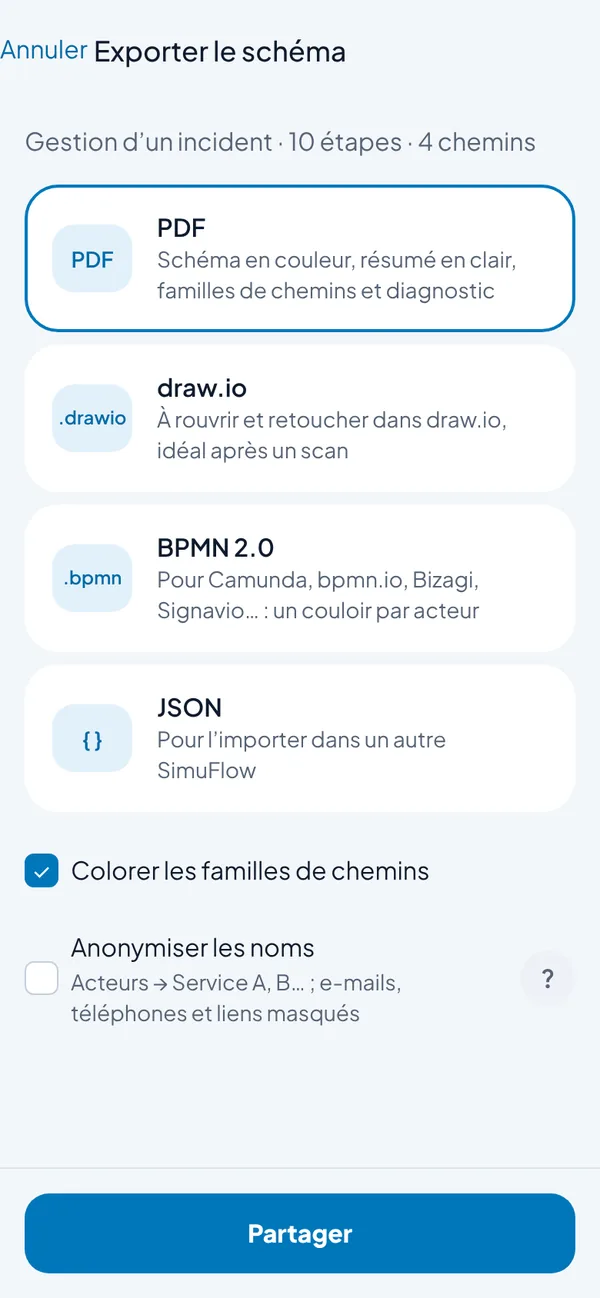 Annuler Exporter le schéma
Gestion d’un incident · 10 étapes · 4 chemins
PDF
PDF
Schéma en couleur, résumé en clair,
familles de chemins et diagnostic
.drawio
draw.io
À rouvrir et retoucher dans draw.io,
idéal après un scan
.bpmn
BPMN 2.0
Pour Camunda, bpmn.io, Bizagi,
Signavio… : un couloir par acteur
{ }
JSON
Pour l’importer dans un autre
SimuFlow
Colorer les familles de chemins
Anonymiser les noms
Acteurs → Service A, B… ; e-mails,
téléphones et liens masqués
?
Partager